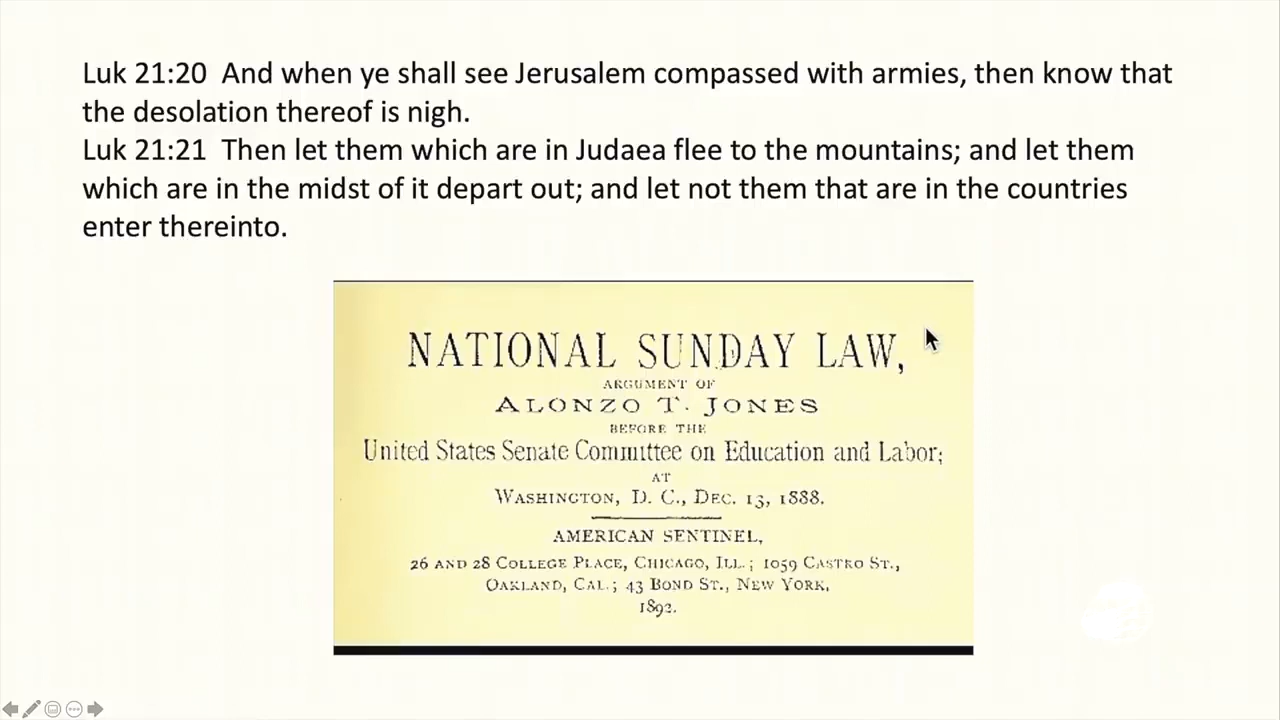 Luk 21:20 And when ye shall see Jerusalem compassed with armies, then know that
the desolation thereof is nigh.
Luk 21:21 Then let them which are in Judaea flee to the mountains; and let them
which are in the midst of it depart out; and let not them that are in the countries
enter thereinto.
NATIONAL SUNDAY LAW,
ARGUMENT OF
ALONZO T. JONES
BEFORE THE
United States Senate Committee on Education and Labor;
AT
WASHINGTON, D. C., DEC. 13, 1888.
AMERICAN SENTINEL,
26 AND 28 COLLEGE PLACE, CHICAGO, ILL.; 1059 CASTRO ST.,
OAKLAND, CAL.; 43 BOND ST., NEW YORK,
1892.